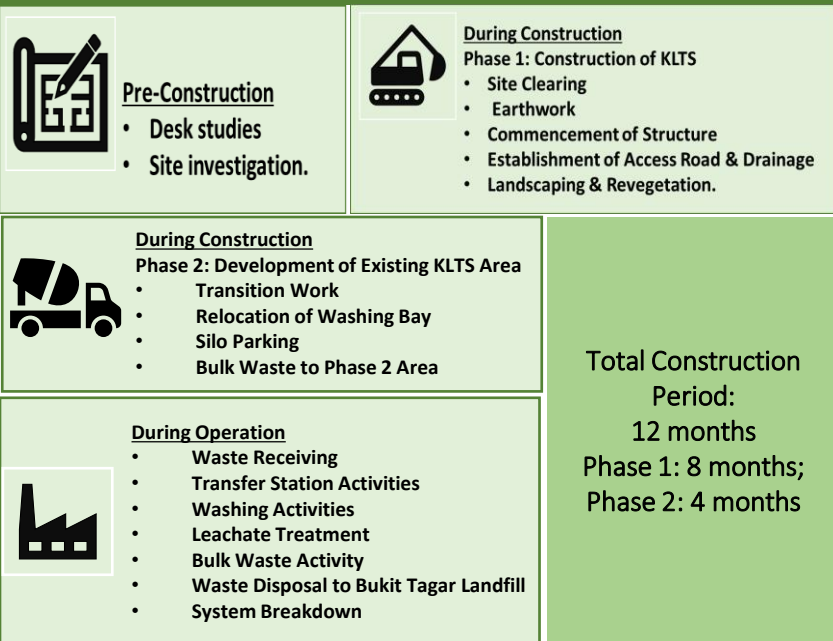 Pre-Construction
• Desk studies
• Site investigation.
During Construction
Phase 1: Construction of KLTS
• Site Clearing
• Earthwork
• Commencement of Structure
• Establishment of Access Road & Drainage
• Landscaping & Revegetation.
During Construction
Phase 2: Development of Existing KLTS Area
• Transition Work
• Relocation of Washing Bay
• Silo Parking
• Bulk Waste to Phase 2 Area
During Operation
• Waste Receiving
• Transfer Station Activities
• Washing Activities
• Leachate Treatment
• Bulk Waste Activity
• Waste Disposal to Bukit Tagar Landfill
• System Breakdown
Total Construction
Period:
12 months
Phase 1: 8 months;
Phase 2: 4 months